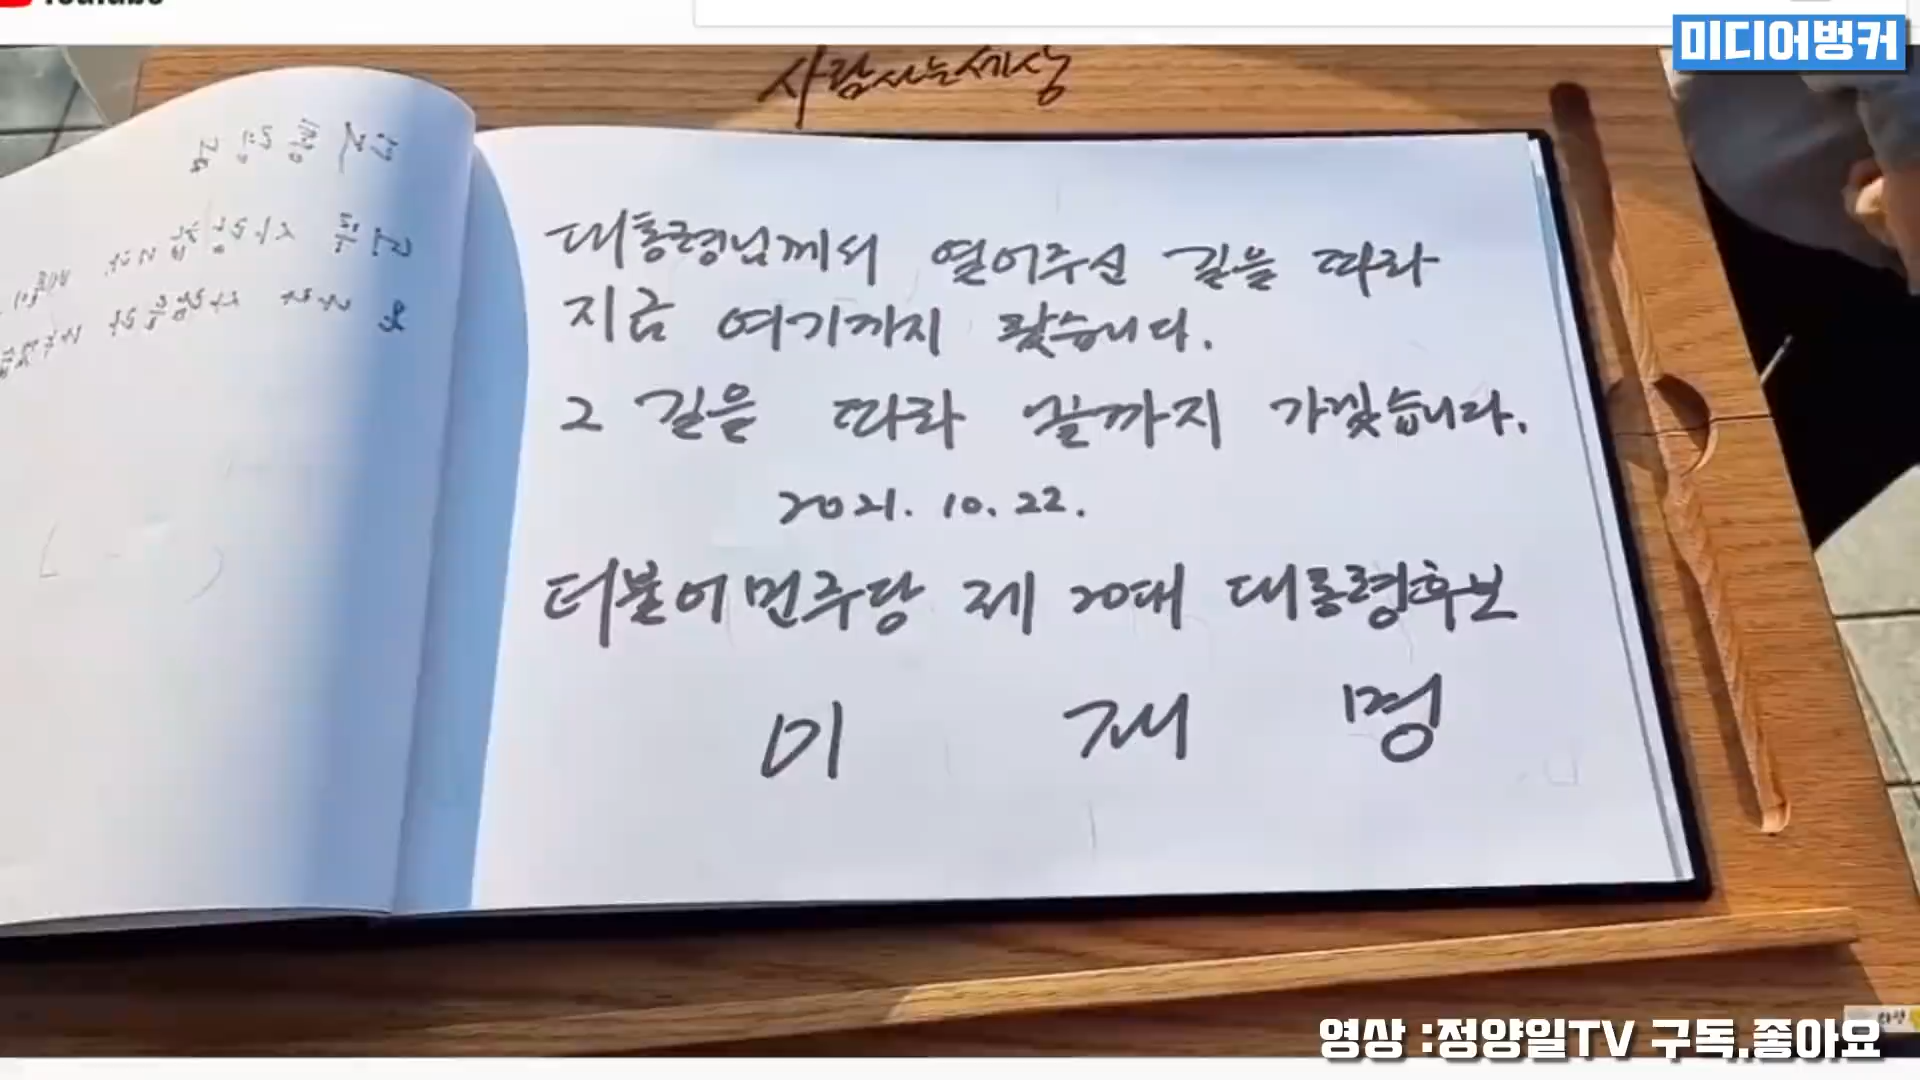 YouTube
미디어벙커
사람사는세상
대통령님께서 열어주신 길을 따라
지금 여기까지 왔습니다.
그 길을 따라 끝까지 가겠습니다.
2021. 10. 22.
더불어민주당 제 20대 대통령후보
이 재 명
영상 :정양일TV 구독,좋아요